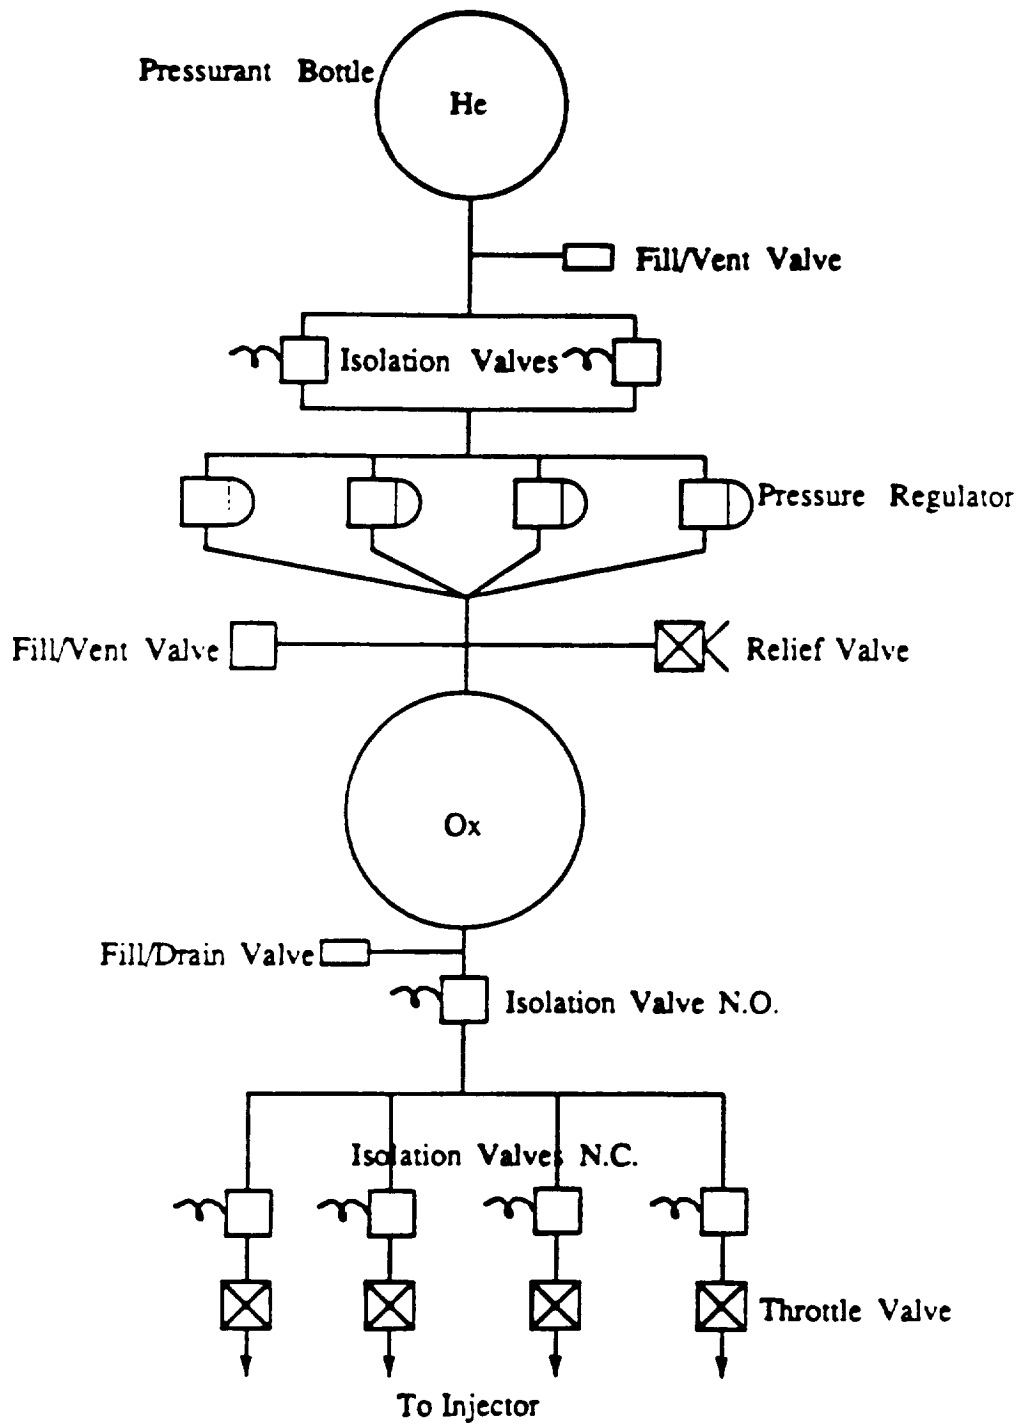 Pressurant Bottle
He
Fill/Vent Valve
Isolation Valves
Pressure Regulator
Fill/Vent Valve
Relief Valve
Ox
Fill/Drain Valve
Isolation Valve N.O.
Isolation Valves N.C.
Throttle Valve
To Injector